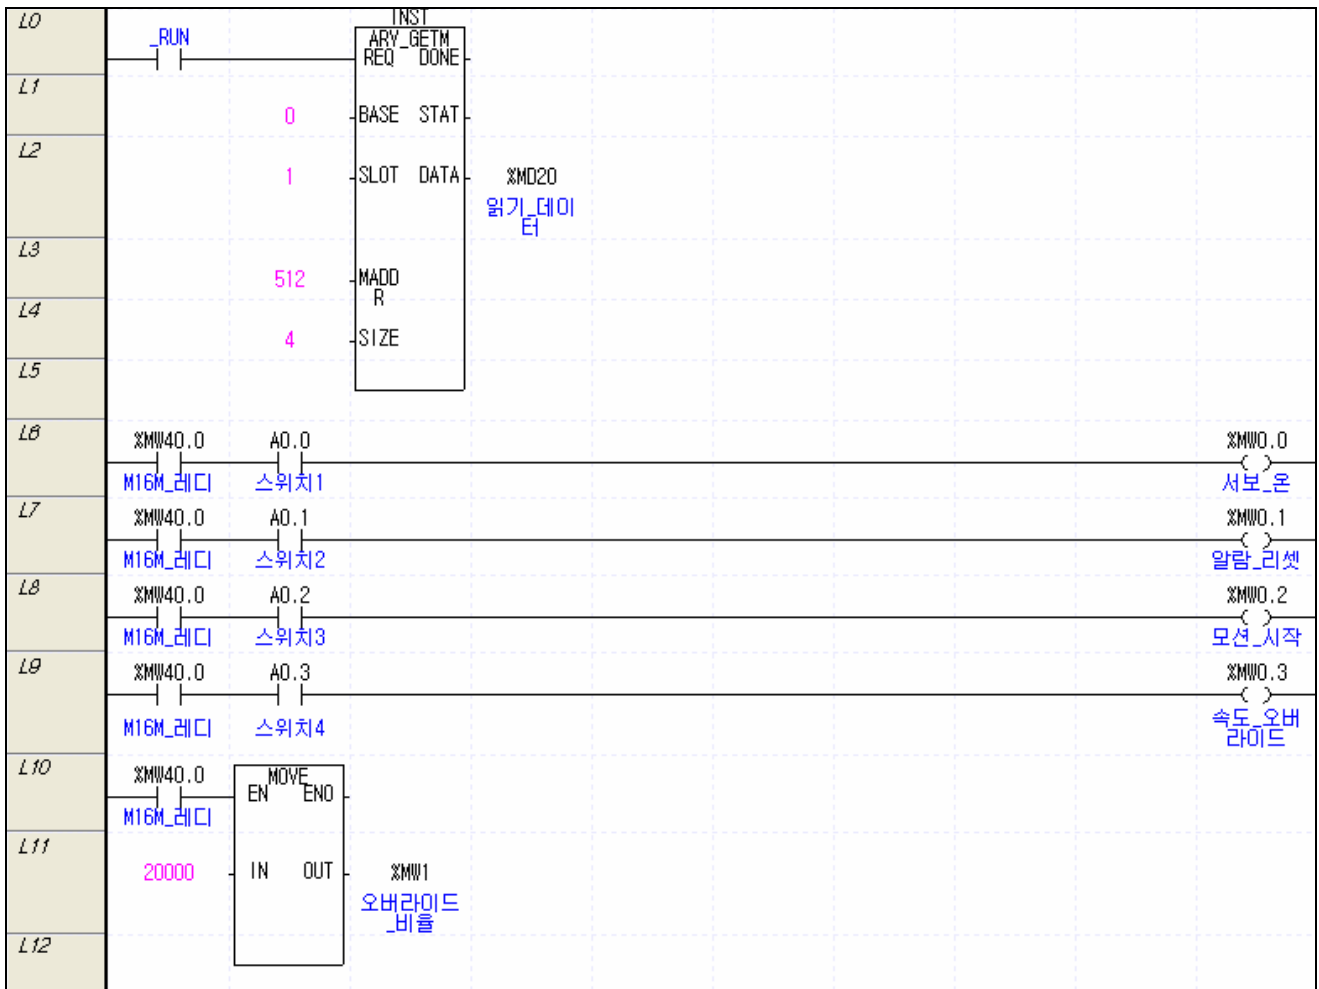 L0
INST
_RUN
ARY_GETM
REQ DONE
L1
0
BASE STAT
L2
1
SLOT DATA
%MD20
읽기_데이
터
L3
512
MADD
R
L4
4
SIZE
L5
L6
%MW40.0 A0.0 %MW0.0
M16M_레디 스위치1 서보_온
L7
%MW40.0 A0.1 %MW0.1
M16M_레디 스위치2 알람_리셋
L8
%MW40.0 A0.2 %MW0.2
M16M_레디 스위치3 모션_시작
L9
%MW40.0 A0.3 %MW0.3
M16M_레디 스위치4 속도_오버
라이드
L10
%MW40.0
MOVE
EN ENO
M16M_레디
L11
20000
IN OUT
%MW1
오버라이드
_비율
L12